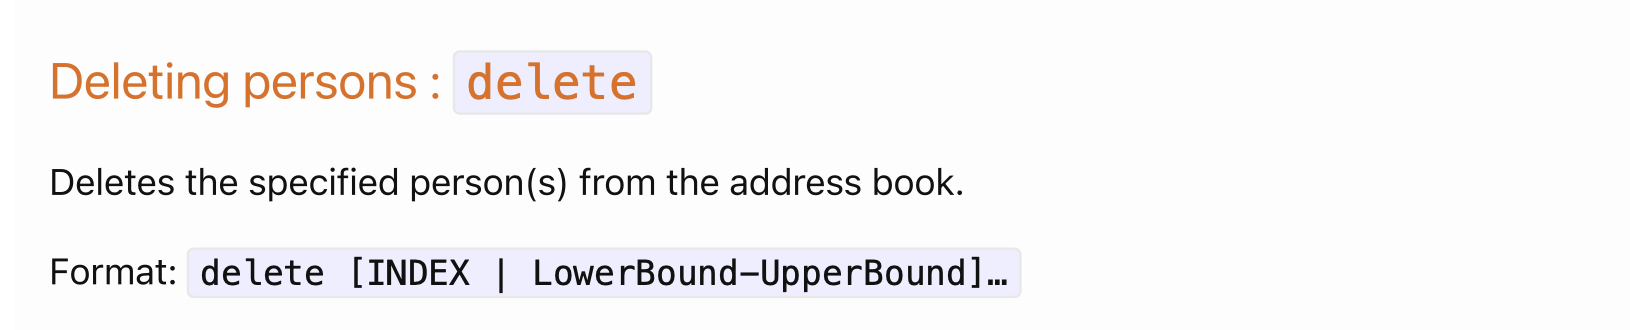 Deleting persons : delete
Deletes the specified person(s) from the address book.
Format: delete [INDEX | LowerBound-UpperBound]…